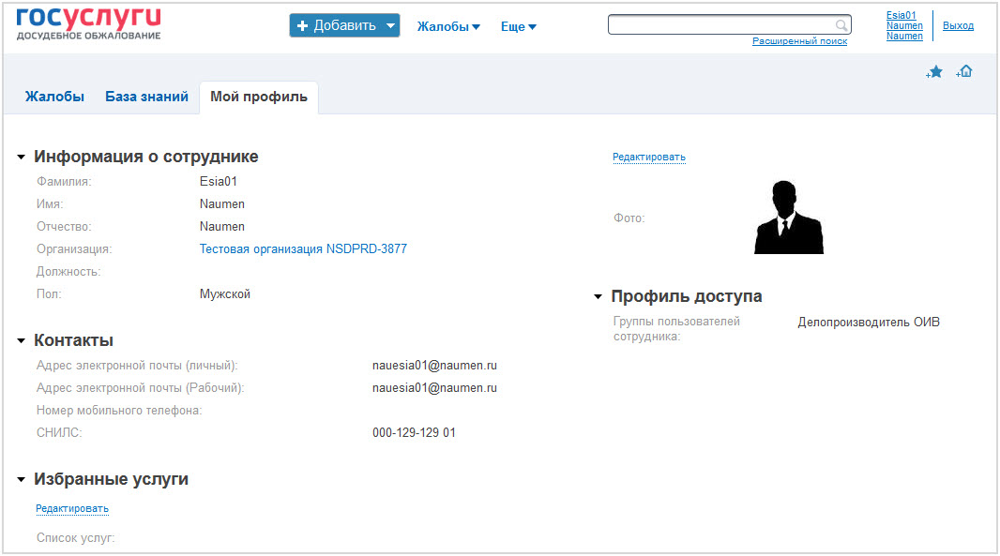 госуслуги
ДОСУДЕБНОЕ ОБЖАЛОВАНИЕ
Добавить
Жалобы
Еще
Расширенный поиск
Esia01
Naumen
Naumen
Выход
Жалобы
База знаний
Мой профиль
Информация о сотруднике
Фамилия: Esia01
Имя: Naumen
Отчество: Naumen
Организация: Тестовая организация NSDPRD-3877
Должность:
Пол: Мужской
Контакты
Адрес электронной почты (личный): nauesia01@naumen.ru
Адрес электронной почты (Рабочий): nauesia01@naumen.ru
Номер мобильного телефона:
СНИЛС: 000-129-129 01
Избранные услуги
Редактировать
Список услуг:
Редактировать
Фото:
Профиль доступа
Группы пользователей Делопроизводитель ОИВ
сотрудника: